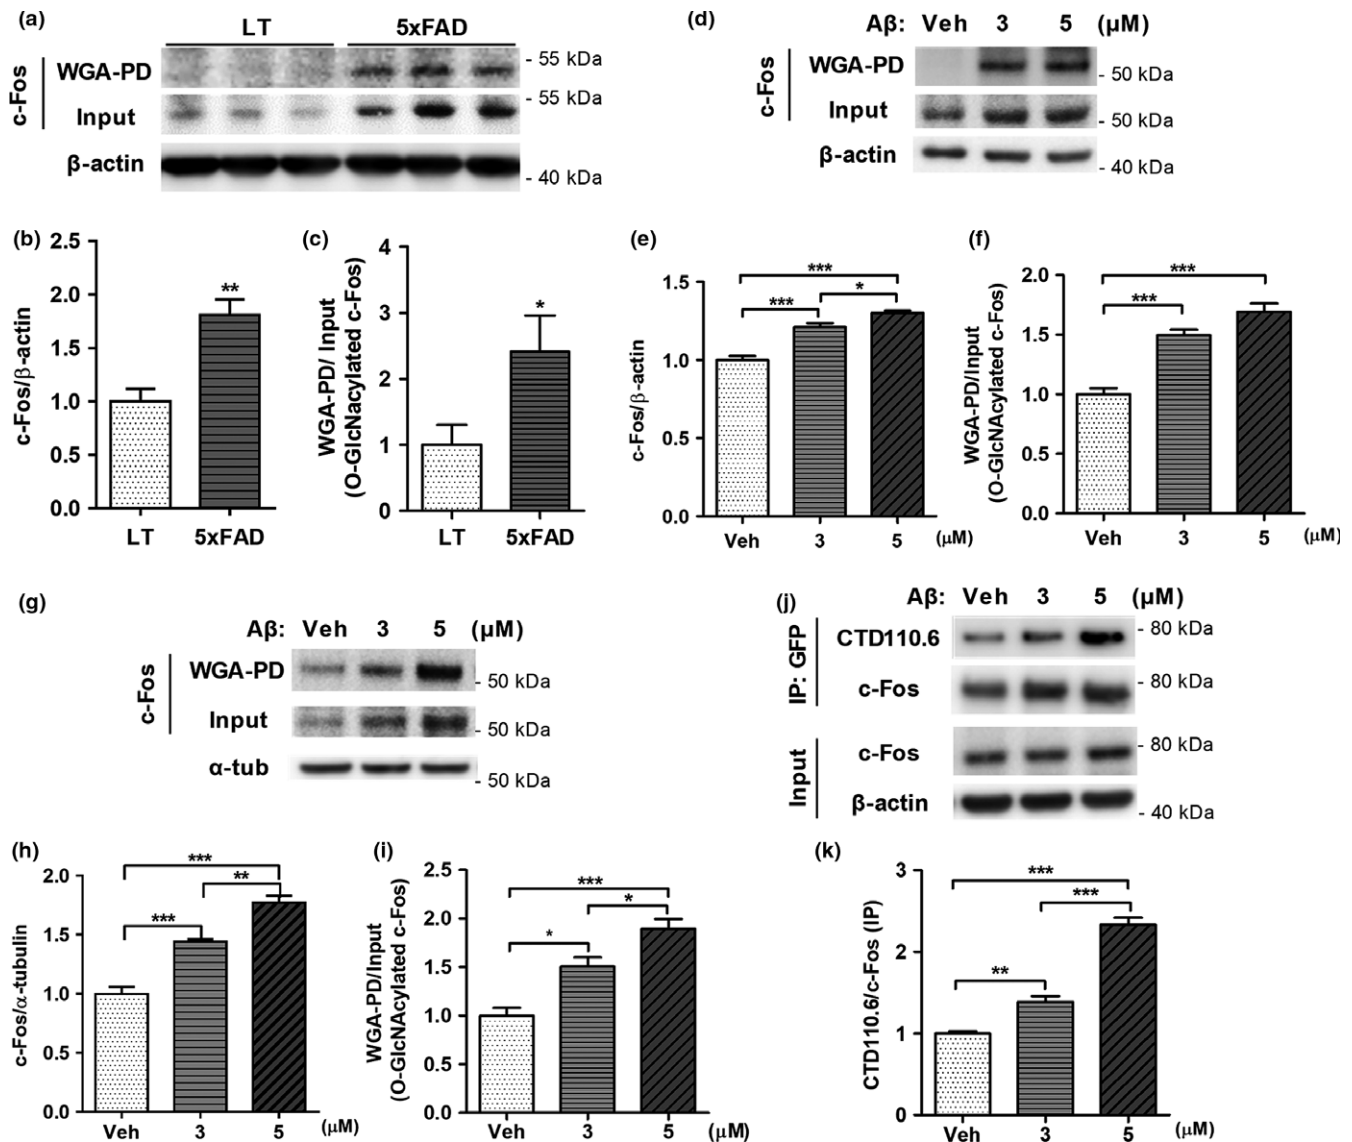 (a)
LT 5xFAD
c-Fos
WGA-PD
- 55 kDa
Input
- 55 kDa
β-actin
- 40 kDa
(d)
Aβ: Veh 3 5 (µM)
c-Fos
WGA-PD
- 50 kDa
Input
- 50 kDa
β-actin
- 40 kDa
(b)
c-Fos/β-actin
2.5
2.0
1.5
1.0
0.5
0.0
**
LT 5xFAD
(c)
WGA-PD/ Input
(O-GlcNacylated c-Fos)
4
3
2
1
0
*
LT 5xFAD
(e)
c-Fos/β-actin
1.5
1.0
0.5
0.0
***
***
*
Veh 3 5 (µM)
(f)
WGA-PD/Input
(O-GlcNAcylated c-Fos)
2.0
1.5
1.0
0.5
0.0
***
***
Veh 3 5 (µM)
(g)
Aβ: Veh 3 5 (µM)
c-Fos
WGA-PD
- 50 kDa
Input
- 50 kDa
α-tub
- 50 kDa
(j)
Aβ: Veh 3 5 (µM)
IP: GFP
CTD110.6
- 80 kDa
c-Fos
- 80 kDa
Input
c-Fos
- 80 kDa
β-actin
- 40 kDa
(h)
c-Fos/α-tubulin
2.0
1.5
1.0
0.5
0.0
***
**
***
Veh 3 5 (µM)
(i)
WGA-PD/Input
(O-GlcNAcylated c-Fos)
2.5
2.0
1.5
1.0
0.5
0.0
***
*
*
Veh 3 5 (µM)
(k)
CTD110.6/c-Fos (IP)
3
2
1
0
***
***
**
Veh 3 5 (µM)